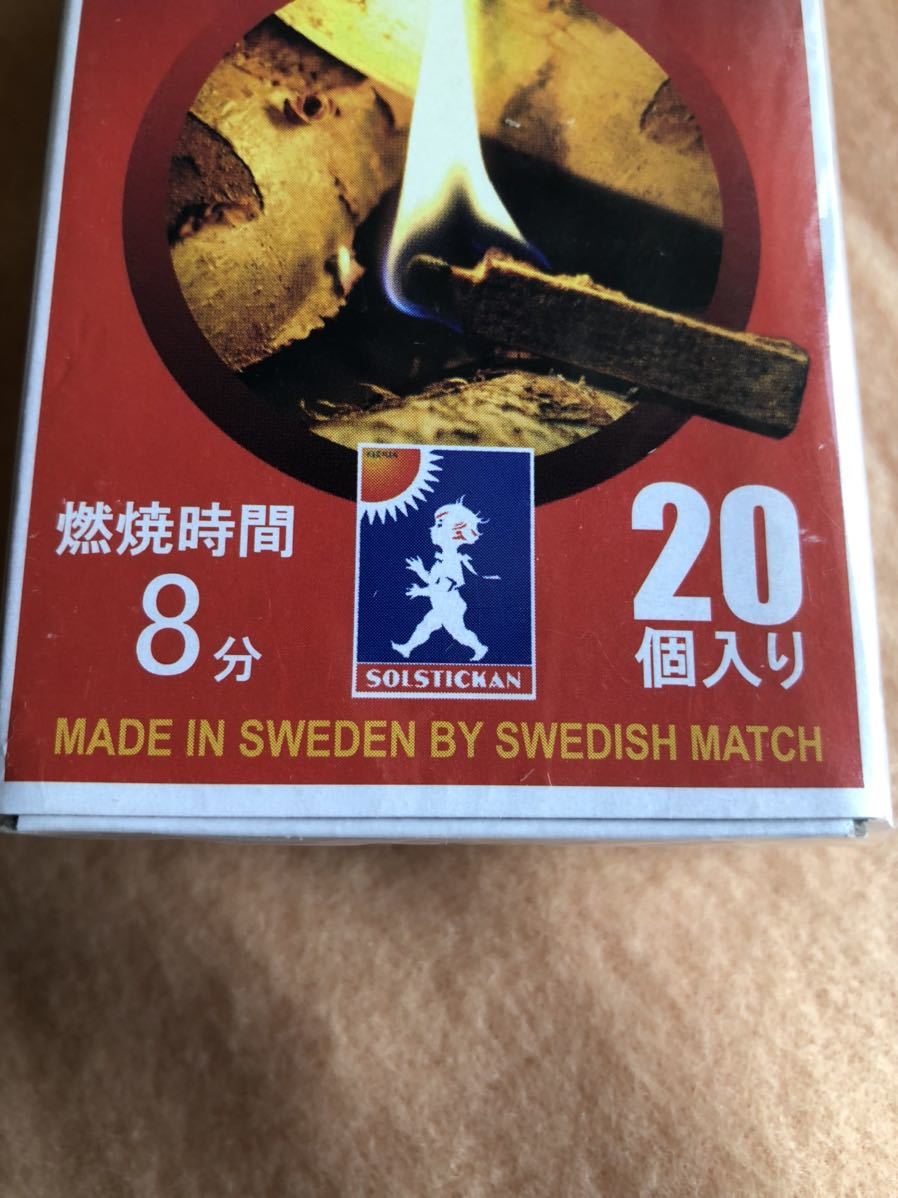 燃焼時間
8分
SOLSTICKAN
20
個入り
MADE IN SWEDEN BY SWEDISH MATCH